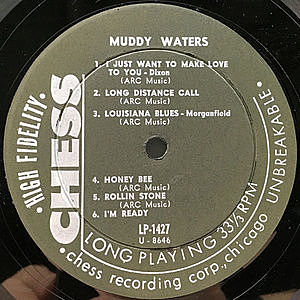 MUDDY WATERS
1. I JUST WANT TO MAKE LOVE
TO YOU - Dixon
(ARC Music)
2. LONG DISTANCE CALL
(ARC Music)
3. LOUISIANA BLUES - Morganfield
(ARC Music)
4. HONEY BEE
(ARC Music)
5. ROLLIN STONE
(ARC Music)
6. I'M READY
LP-1427
U - 8646
·HIGH FIDELITY·
CHESS
LONG PLAYING 33⅓ RPM
UNBREAKABLE·
·chess recording corp., chicago